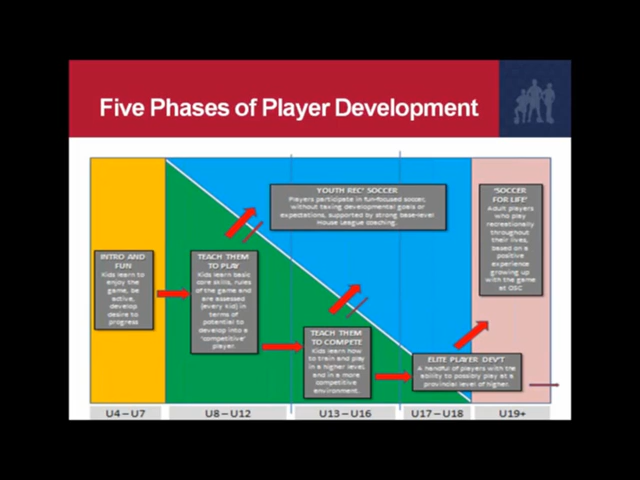 Five Phases of Player Development
YOUTH REC' SOCCER
Players participate in fun-focused soccer,
without taxing developmental goals or
expectations, supported by strong base-level
House League coaching.
'SOCCER
FOR LIFE'
Adult players
who play
recreationally
throughout
their lives,
based on a
positive
experience
growing up
with the game
at OSC
INTRO AND
FUN
Kids learn to
enjoy the
game, be
active,
develop
desire to
progress
TEACH THEM
TO PLAY
Kids learn basic
core skills, rules
of the game and
are assessed
(every kid) in
terms of
potential to
develop into a
'competitive'
player.
TEACH THEM
TO COMPETE
Kids learn how
to train and play
in a higher level,
and in a more
competitive
environment.
ELITE PLAYER DEV'T
A handful of players with the
ability to possibly play at a
provincial level of higher.
U4 – U7
U8 – U12
U13 – U16
U17 – U18
U19+